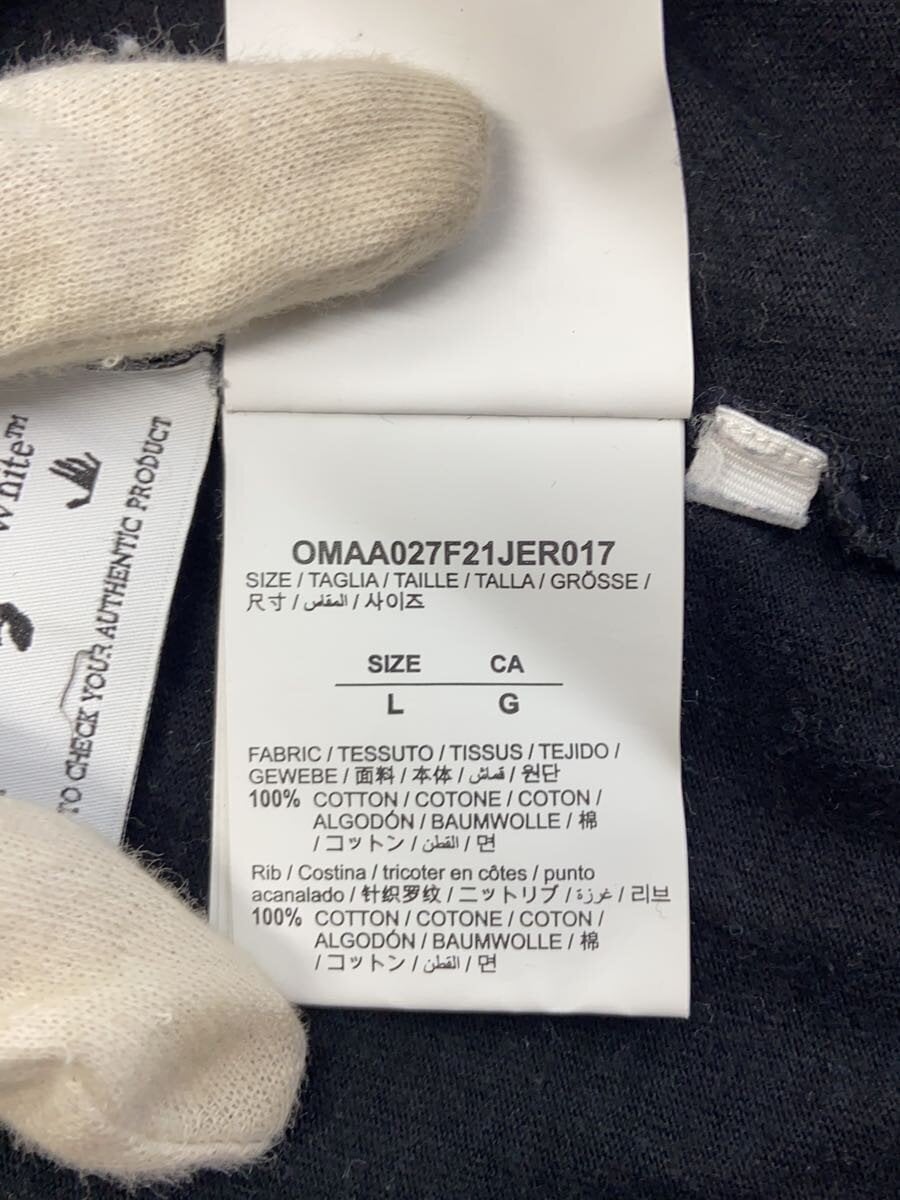 OMAA027F21JER017
SIZE / TAGLIA / TAILLE / TALLA / GRÖSSE /
尺寸 / المقاس / 사이즈
SIZE CA
L G
FABRIC / TESSUTO / TISSUS / TEJIDO /
GEWEBE / 面料 / 本体 / قماش / 원단
100% COTTON / COTONE / COTON /
ALGODÓN / BAUMWOLLE / 棉
/ コットン / القطن / 면
Rib / Costina / tricoter en côtes / punto
acanalado / 针织罗纹 / ニットリブ / غرزة / 리브
100% COTTON / COTONE / COTON /
ALGODÓN / BAUMWOLLE / 棉
/ コットン / القطن / 면
White™
TO CHECK YOUR AUTHENTIC PRODUCT